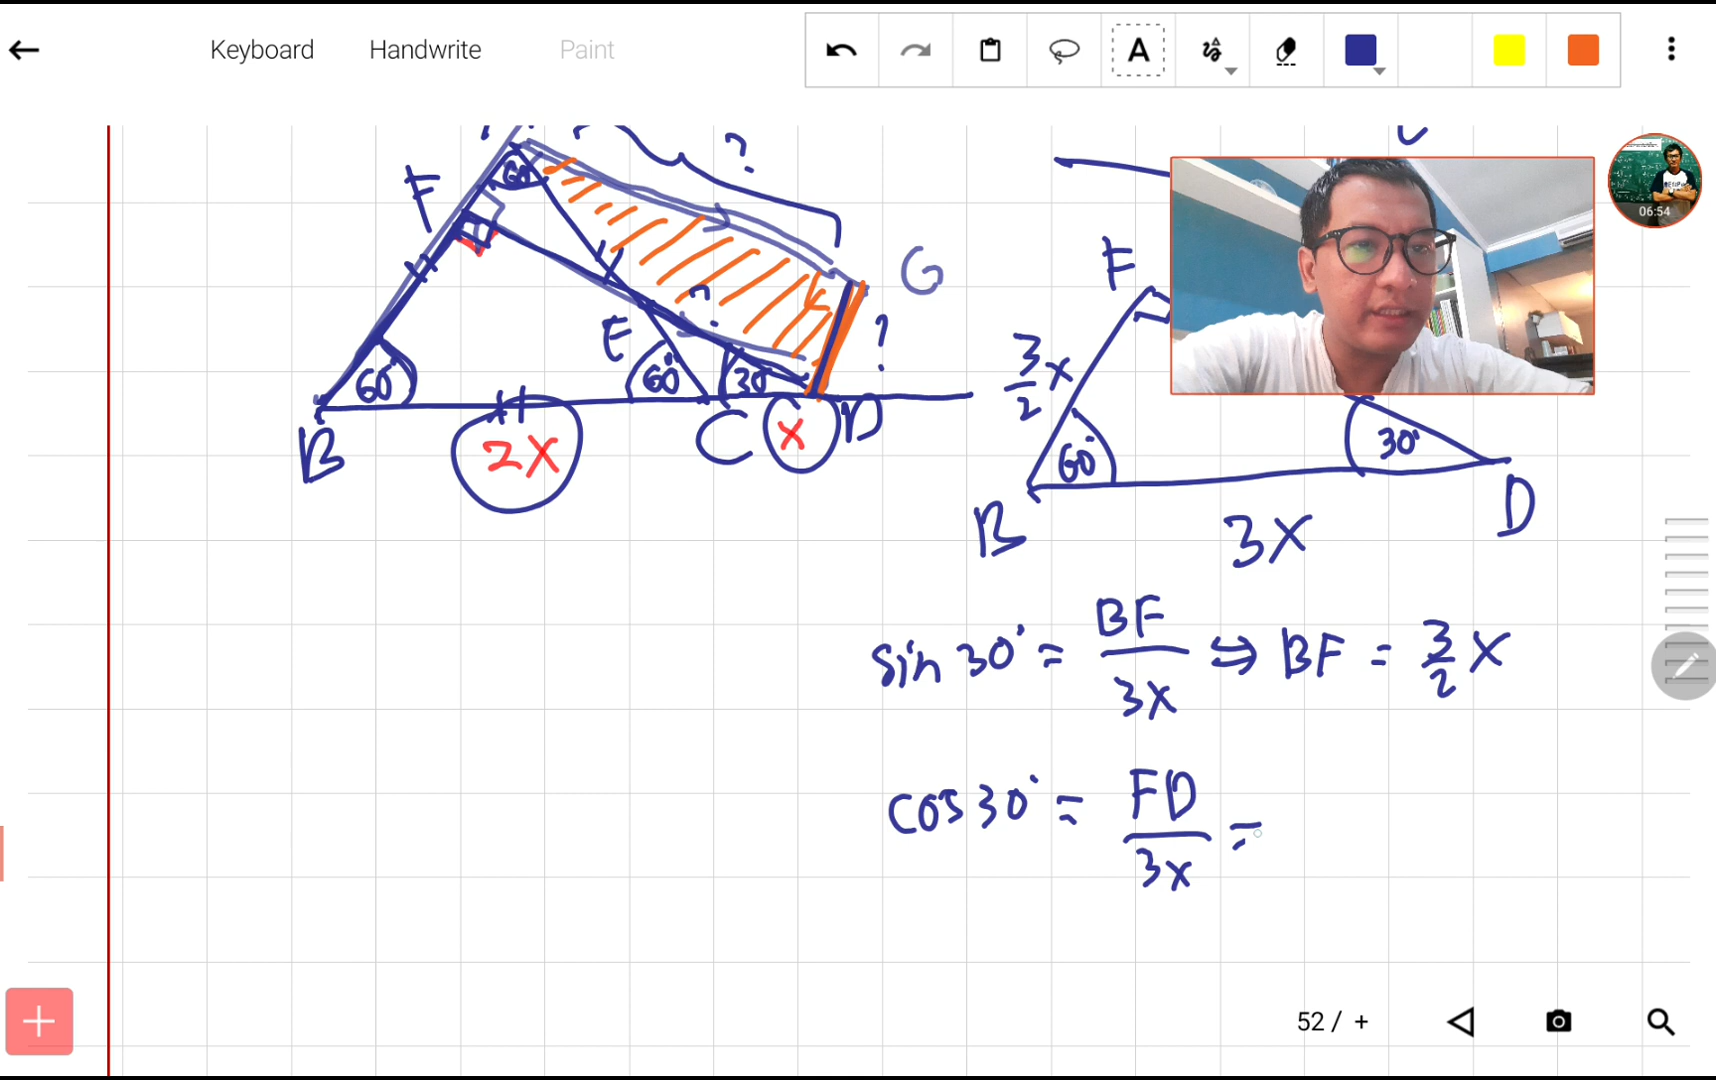 Keyboard Handwrite Paint
A
06:54
?
60°
F
G
?
E
?
60°
60°
30°
B
2X
C
X
D
F
3/2 x
60°
30°
B
3X
D
sin 30° = BF/3x ⇔ BF = 3/2 X
cos 30° = FD/3x =
52 / +